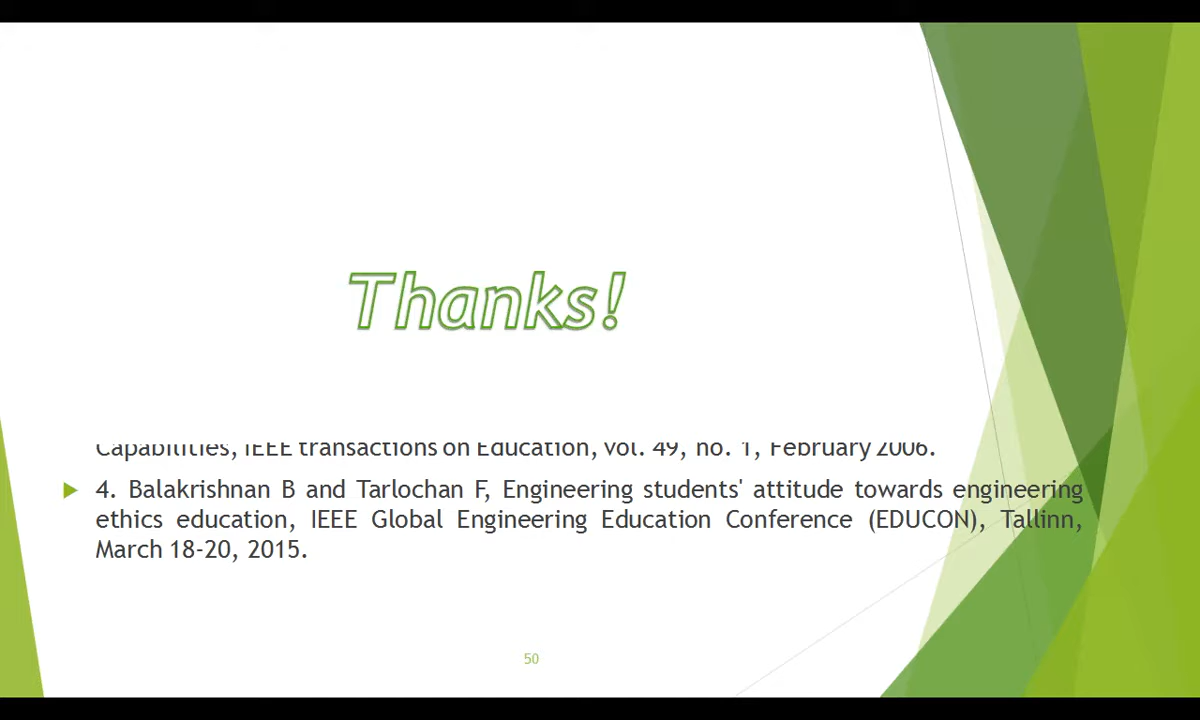 Thanks!
Capabilities, IEEE transactions on Education, vol. 49, no. 1, February 2006.
4. Balakrishnan B and Tarlochan F, Engineering students' attitude towards engineering
ethics education, IEEE Global Engineering Education Conference (EDUCON), Tallinn,
March 18-20, 2015.
50